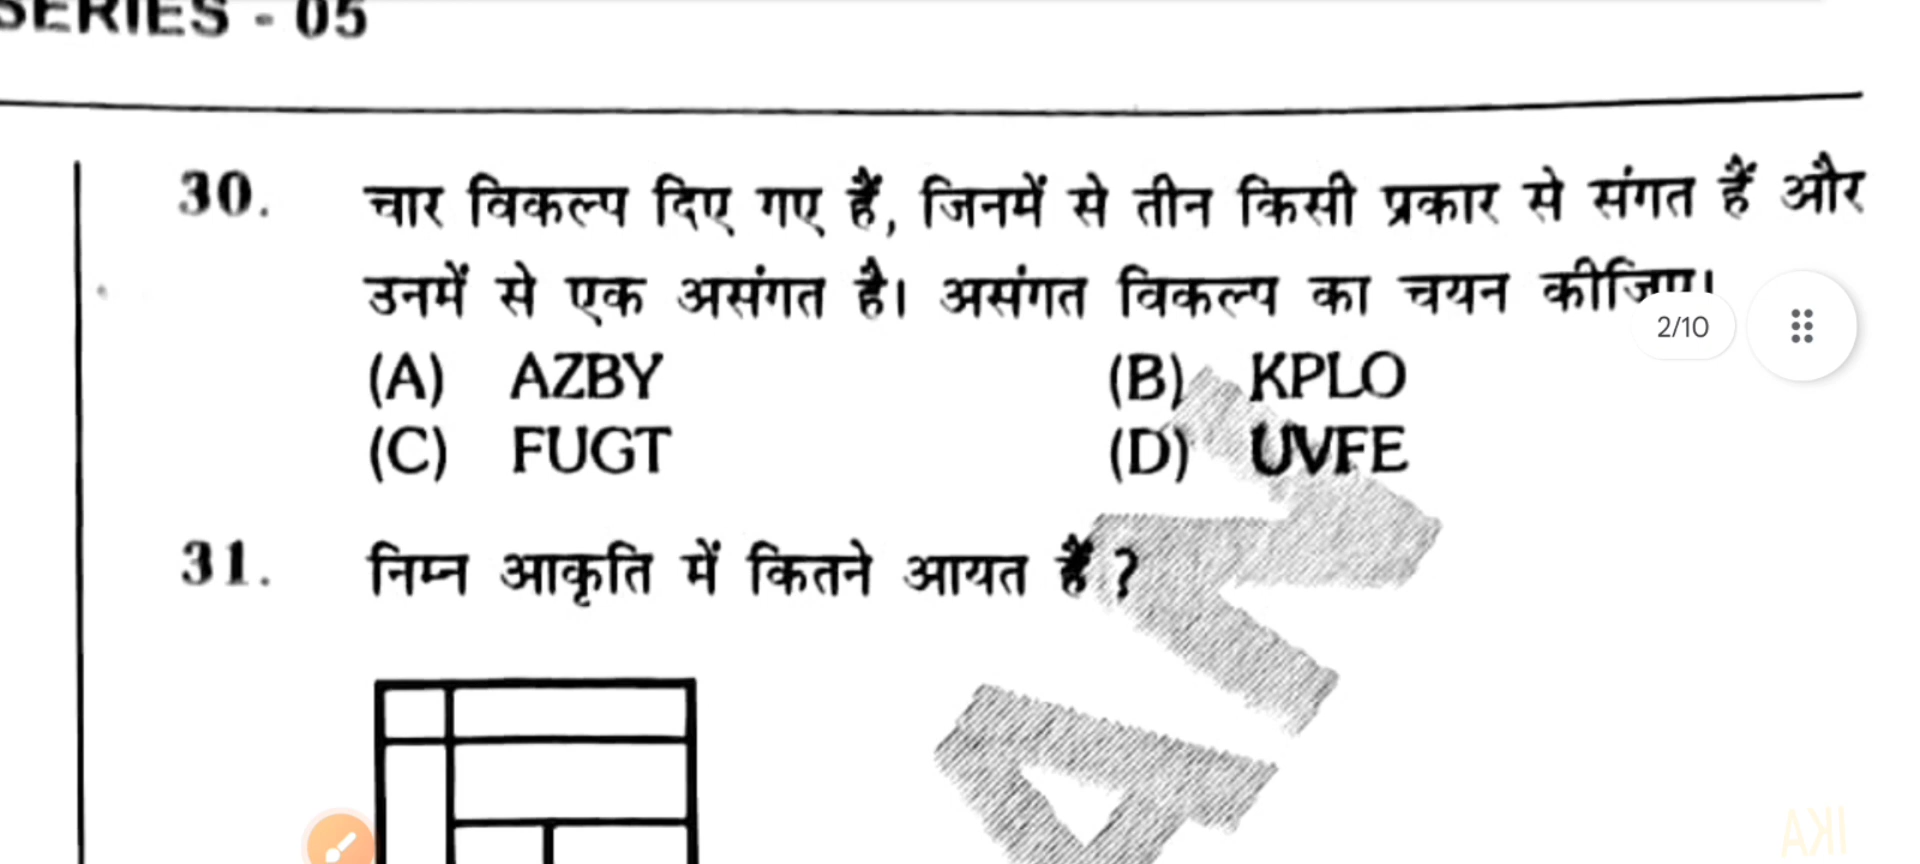 SERIES - 05
30. चार विकल्प दिए गए हैं, जिनमें से तीन किसी प्रकार से संगत हैं और
उनमें से एक असंगत है। असंगत विकल्प का चयन कीजिए।
2/10
(A) AZBY (B) KPLO
(C) FUGT (D) UVFE
31. निम्न आकृति में कितने आयत हैं ?